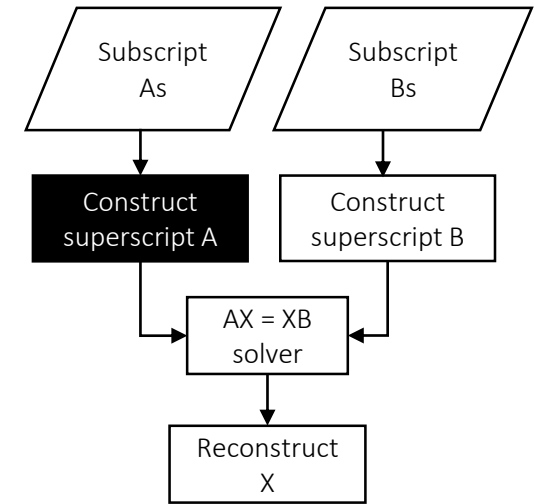 Subscript
As
Subscript
Bs
Construct
superscript A
Construct
superscript B
AX = XB
solver
Reconstruct
X